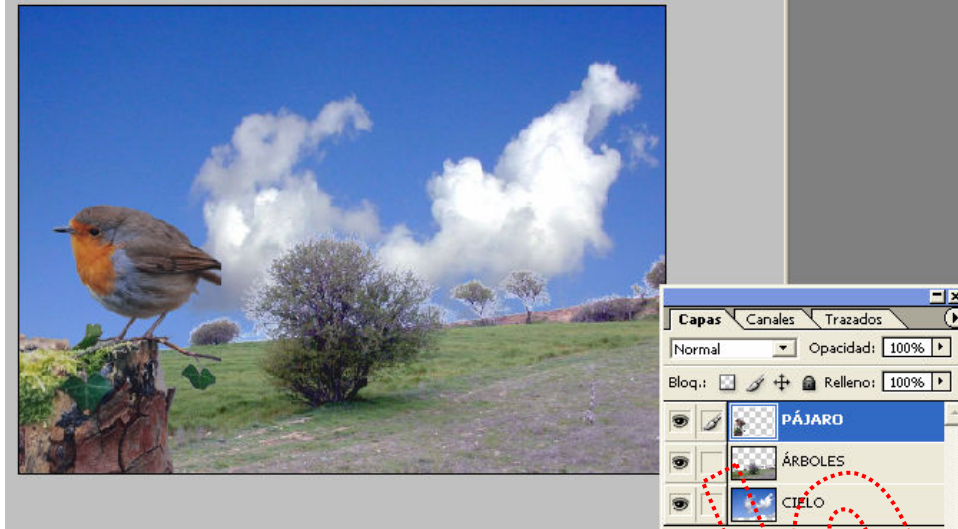 Capas Canales Trazados
Normal Opacidad: 100%
Bloq.: Relleno: 100%
PÁJARO
ÁRBOLES
CIELO